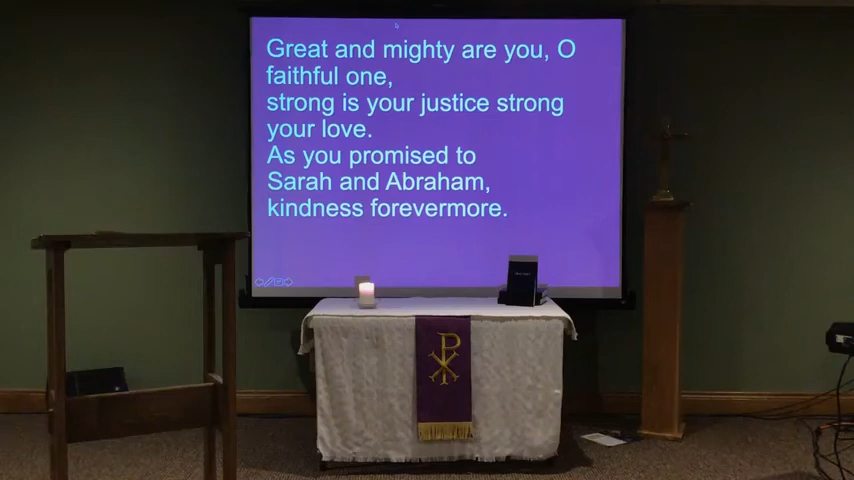 Great and mighty are you, O
faithful one,
strong is your justice strong
your love.
As you promised to
Sarah and Abraham,
kindness forevermore.